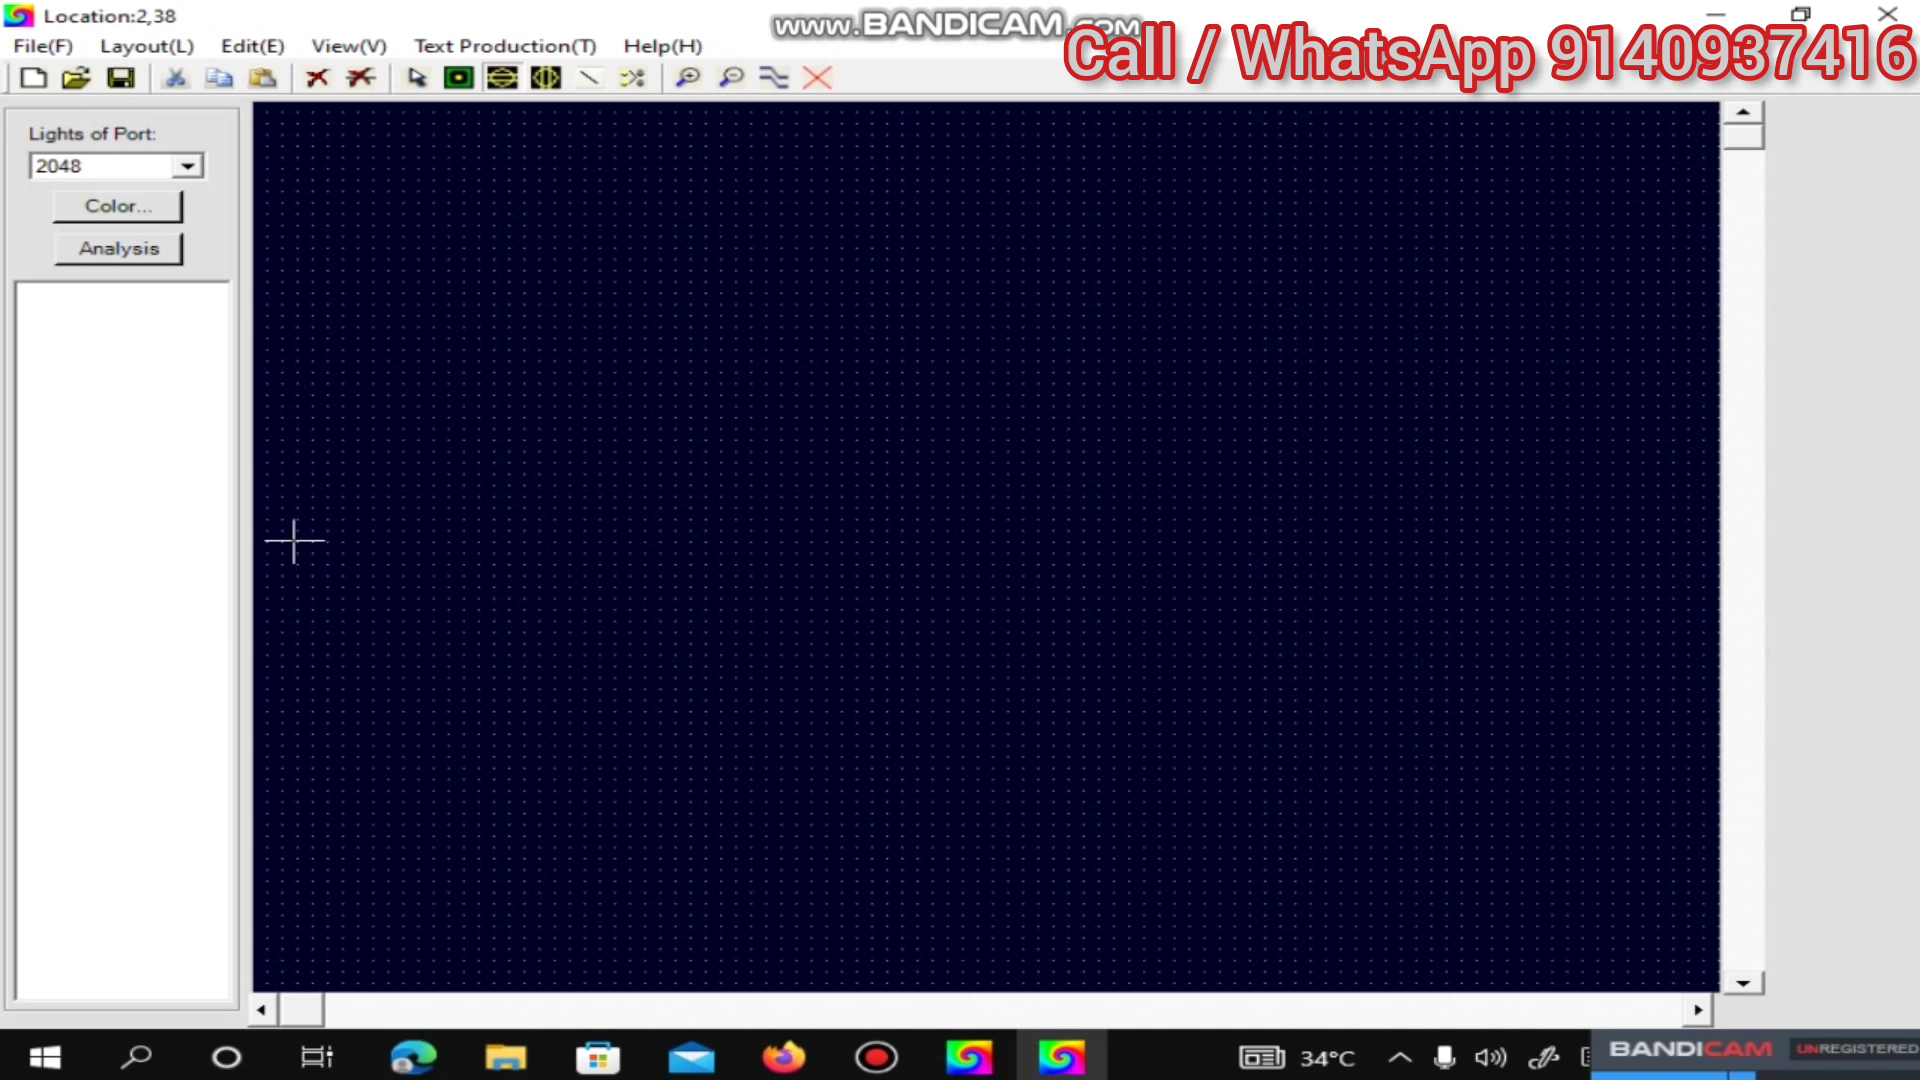 Location:2,38
www.BANDICAM.com
Call / WhatsApp 9140937416
File(F) Layout(L) Edit(E) View(V) Text Production(T) Help(H)
Lights of Port:
2048
Color...
Analysis
34°C
BANDICAM UNREGISTERED